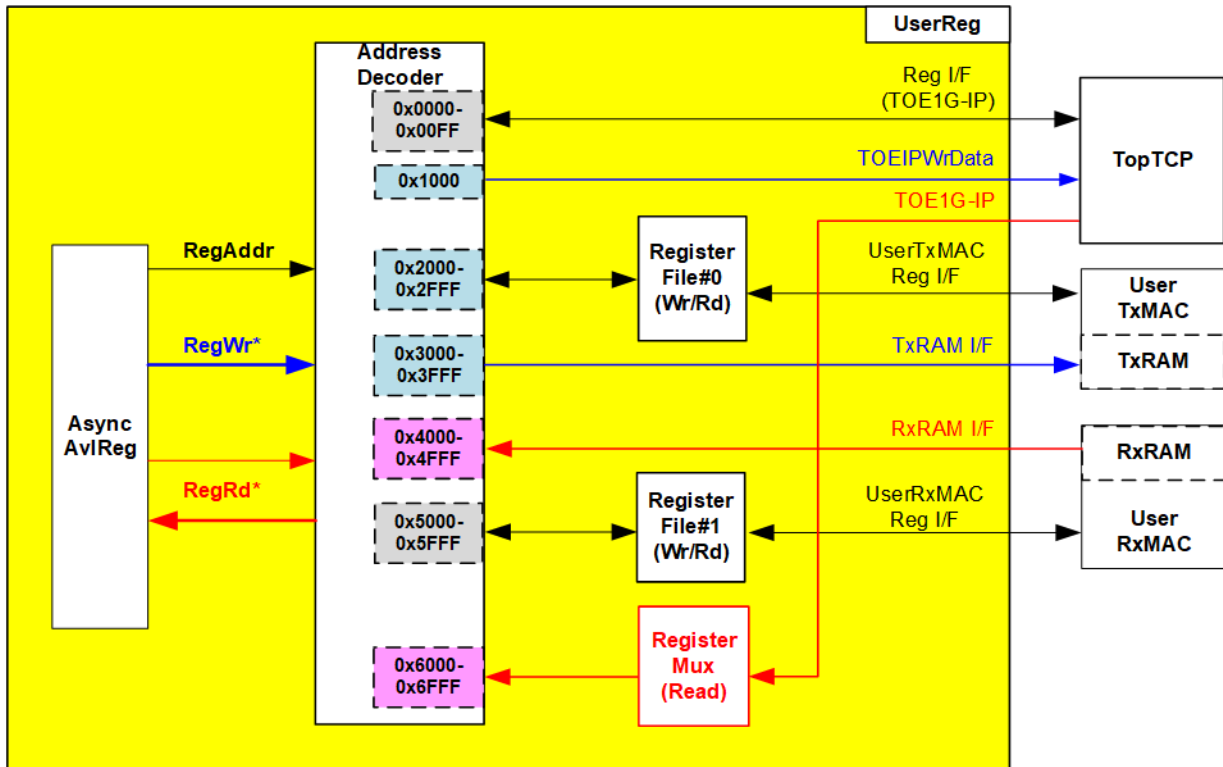 UserReg
Address
Decoder
0x0000-
0x00FF
Reg I/F
(TOE1G-IP)
TopTCP
0x1000
TOEIPWrData
TOE1G-IP
RegAddr
0x2000-
0x2FFF
Register
File#0
(Wr/Rd)
UserTxMAC
Reg I/F
User
TxMAC
RegWr*
0x3000-
0x3FFF
TxRAM I/F
TxRAM
Async
AvlReg
0x4000-
0x4FFF
RxRAM I/F
RxRAM
RegRd*
0x5000-
0x5FFF
Register
File#1
(Wr/Rd)
UserRxMAC
Reg I/F
User
RxMAC
0x6000-
0x6FFF
Register
Mux
(Read)